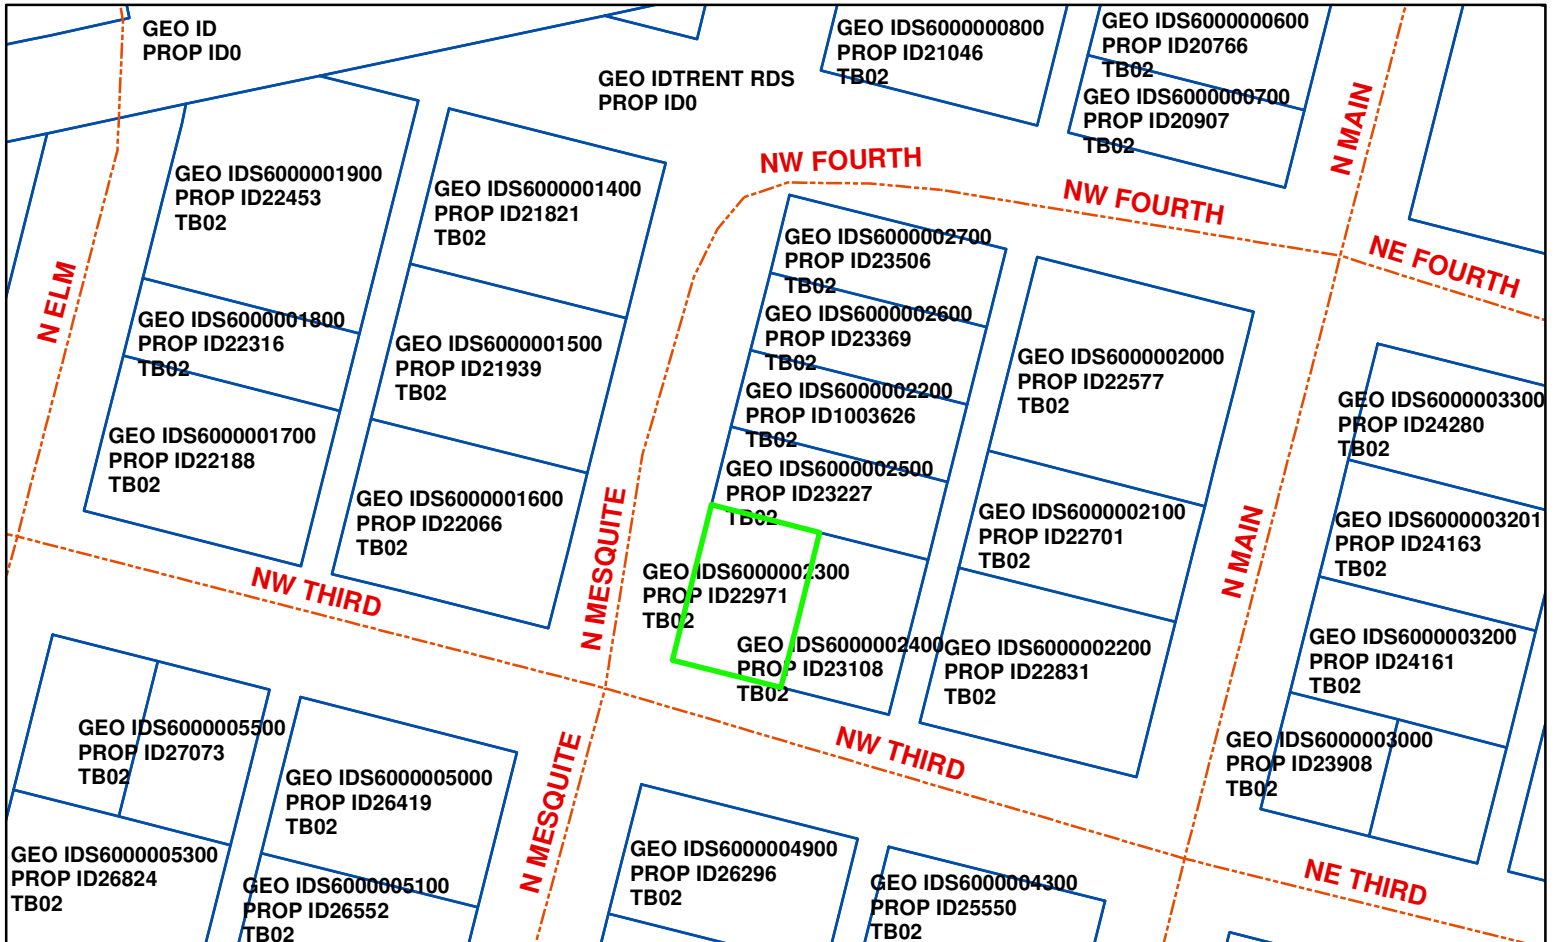 GEO ID
PROP ID0
GEO IDTRENT RDS
PROP ID0
GEO IDS6000000800
PROP ID21046
TB02
GEO IDS6000000600
PROP ID20766
TB02
GEO IDS6000000700
PROP ID20907
TB02
N MAIN
NW FOURTH
NW FOURTH
NE FOURTH
GEO IDS6000001900
PROP ID22453
TB02
GEO IDS6000001400
PROP ID21821
TB02
GEO IDS6000002700
PROP ID23506
TB02
N ELM
GEO IDS6000001800
PROP ID22316
TB02
GEO IDS6000001500
PROP ID21939
TB02
GEO IDS6000002600
PROP ID23369
TB02
GEO IDS6000002000
PROP ID22577
TB02
GEO IDS6000002200
PROP ID1003626
TB02
GEO IDS6000003300
PROP ID24280
TB02
GEO IDS6000001700
PROP ID22188
TB02
GEO IDS6000001600
PROP ID22066
TB02
GEO IDS6000002500
PROP ID23227
TB02
GEO IDS6000002100
PROP ID22701
TB02
GEO IDS6000003201
PROP ID24163
TB02
N MESQUITE
N MAIN
NW THIRD
GEO IDS6000002300
PROP ID22971
TB02
GEO IDS6000002400
PROP ID23108
TB02
GEO IDS6000002200
PROP ID22831
TB02
GEO IDS6000003200
PROP ID24161
TB02
GEO IDS6000005500
PROP ID27073
TB02
GEO IDS6000005000
PROP ID26419
TB02
N MESQUITE
NW THIRD
GEO IDS6000003000
PROP ID23908
TB02
GEO IDS6000005300
PROP ID26824
TB02
GEO IDS6000005100
PROP ID26552
TB02
GEO IDS6000004900
PROP ID26296
TB02
GEO IDS6000004300
PROP ID25550
TB02
NE THIRD